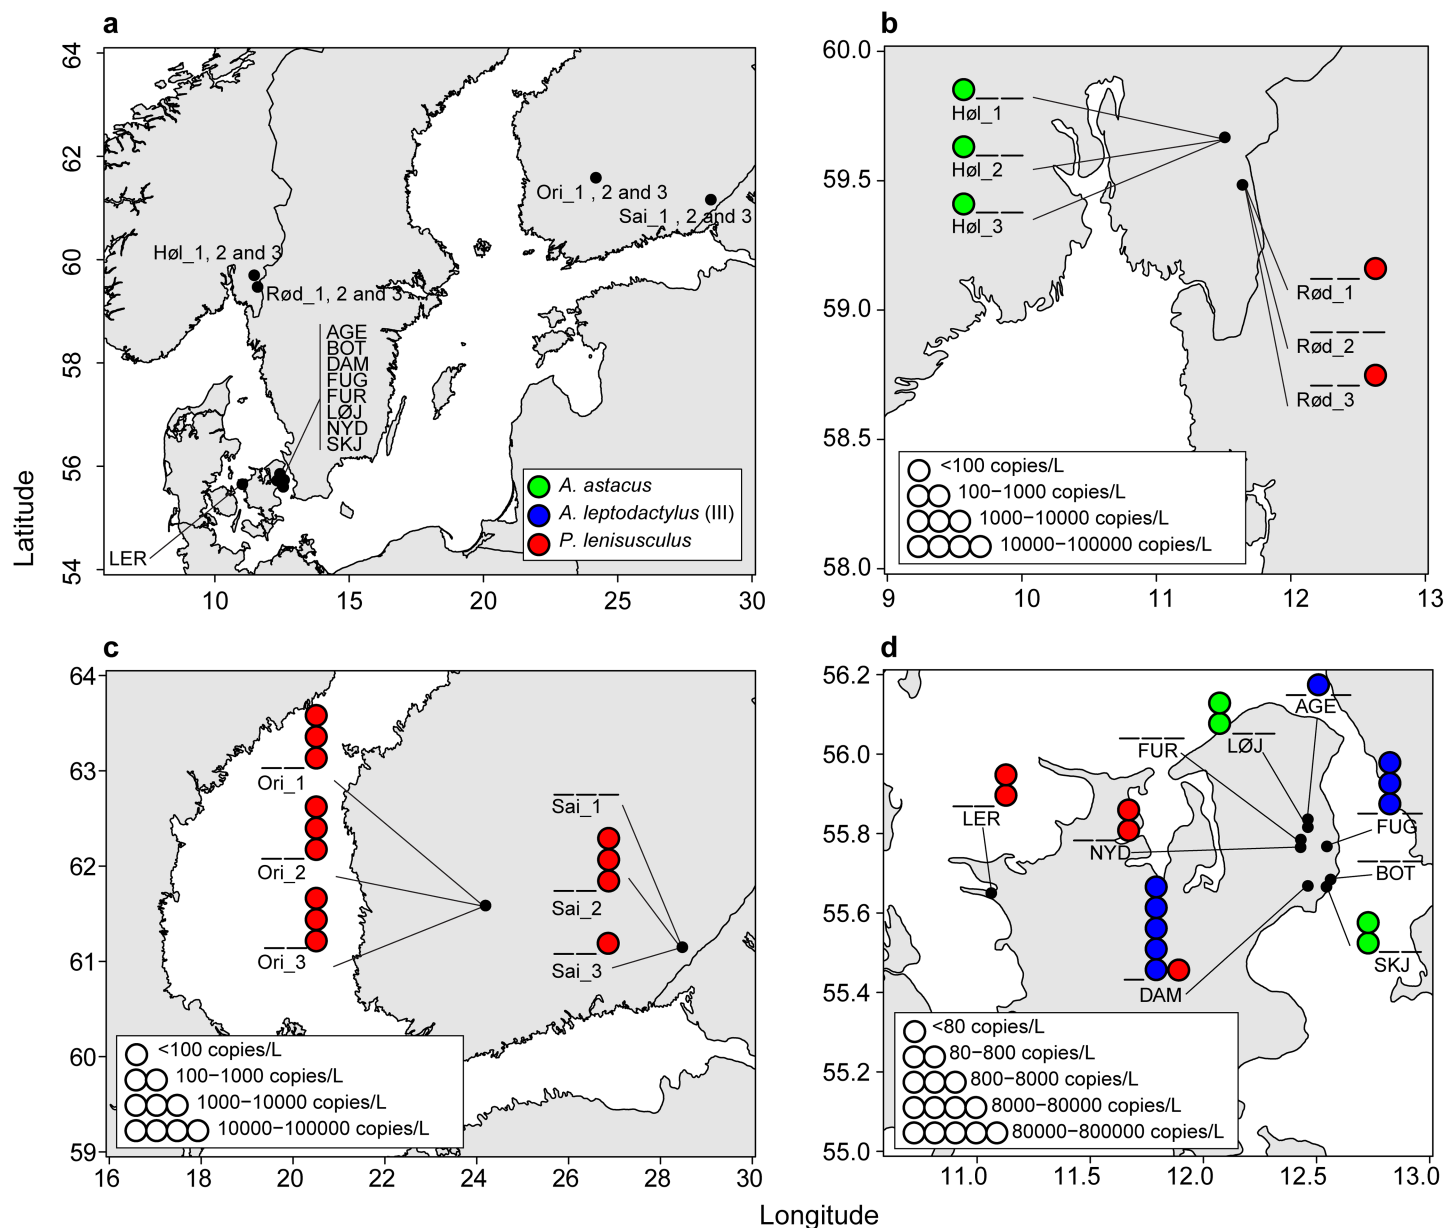 a
64
62
60
58
56
54
10
15
20
25
30
Latitude
Ori_1 , 2 and 3
Sai_1 , 2 and 3
Høl_1, 2 and 3
Rød_1, 2 and 3
AGE
BOT
DAM
FUG
FUR
LØJ
NYD
SKJ
LER
A. astacus
A. leptodactylus (III)
P. lenisusculus
b
60.0
59.5
59.0
58.5
58.0
9
10
11
12
13
Høl_1
Høl_2
Høl_3
Rød_1
Rød_2
Rød_3
<100 copies/L
100−1000 copies/L
1000−10000 copies/L
10000−100000 copies/L
c
64
63
62
61
60
59
16
18
20
22
24
26
28
30
Ori_1
Ori_2
Ori_3
Sai_1
Sai_2
Sai_3
<100 copies/L
100−1000 copies/L
1000−10000 copies/L
10000−100000 copies/L
d
56.2
56.0
55.8
55.6
55.4
55.2
55.0
11.0
11.5
12.0
12.5
13.0
AGE
FUR
LØJ
LER
FUG
NYD
BOT
SKJ
DAM
<80 copies/L
80−800 copies/L
800−8000 copies/L
8000−80000 copies/L
80000−800000 copies/L
Longitude